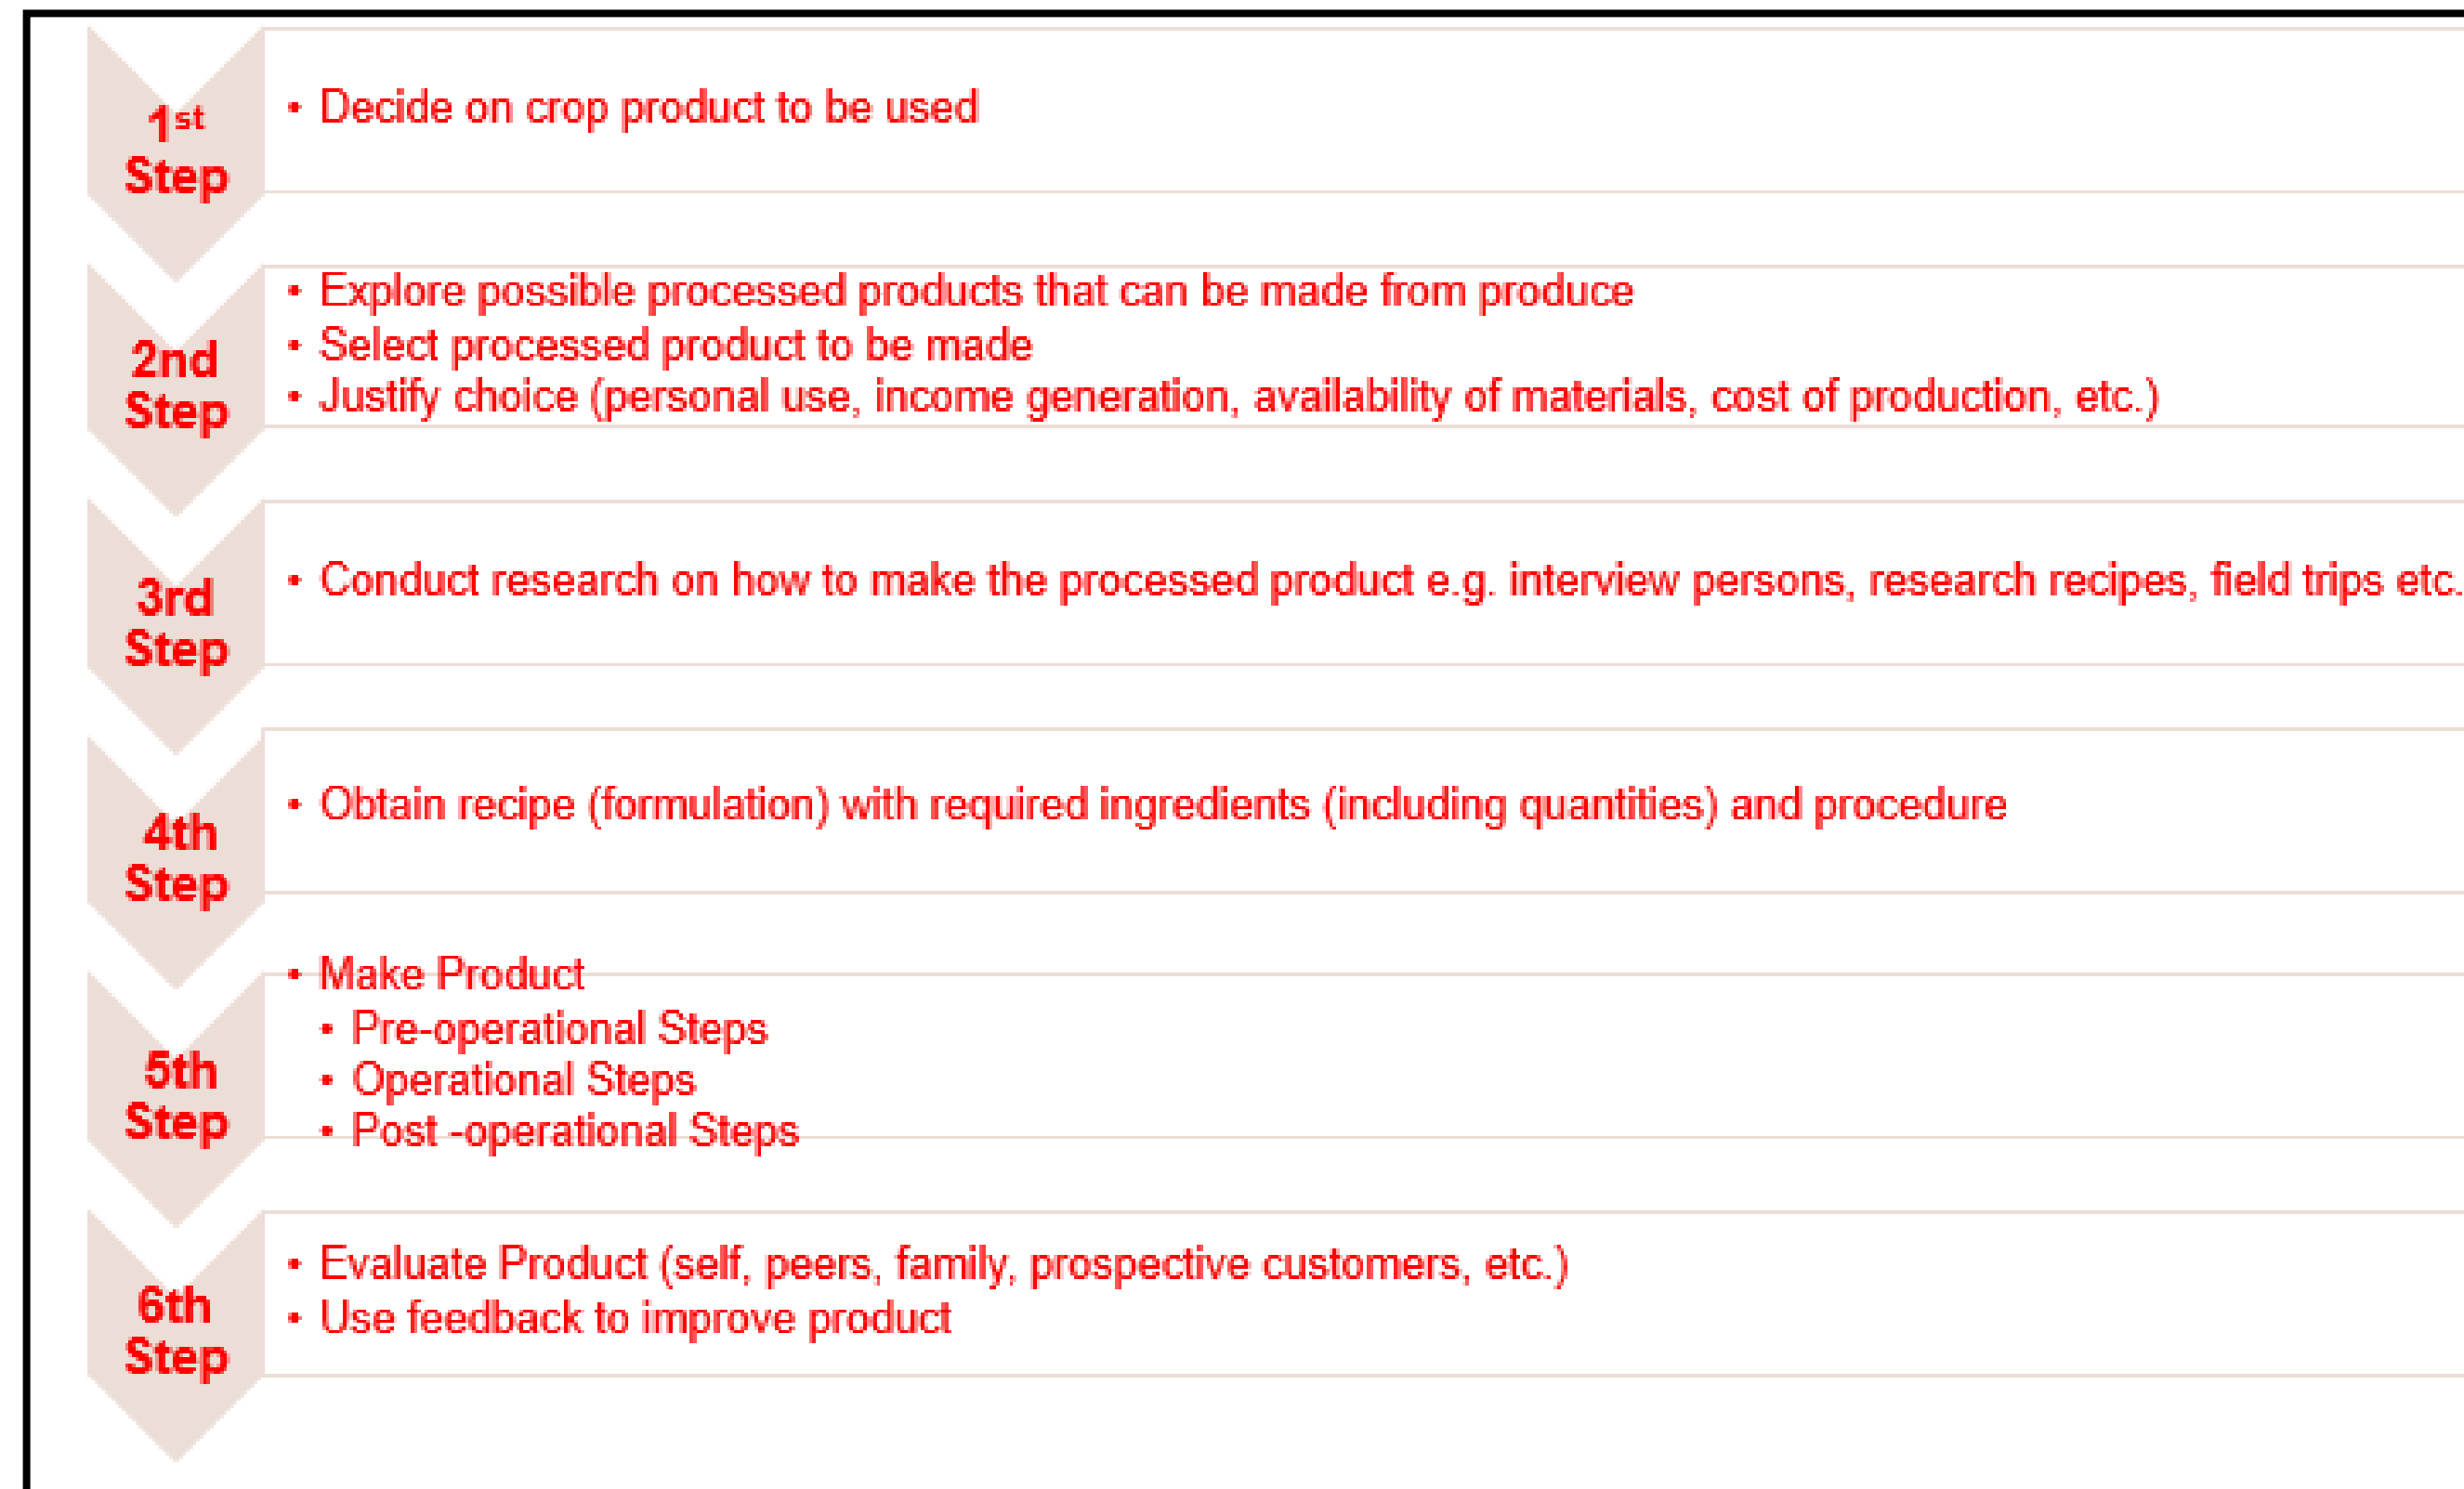 1st
Step
• Decide on crop product to be used
2nd
Step
• Explore possible processed products that can be made from produce
• Select processed product to be made
• Justify choice (personal use, income generation, availability of materials, cost of production, etc.)
3rd
Step
• Conduct research on how to make the processed product e.g. interview persons, research recipes, field trips etc.
4th
Step
• Obtain recipe (formulation) with required ingredients (including quantities) and procedure
5th
Step
• Make Product
• Pre-operational Steps
• Operational Steps
• Post -operational Steps
6th
Step
• Evaluate Product (self, peers, family, prospective customers, etc.)
• Use feedback to improve product